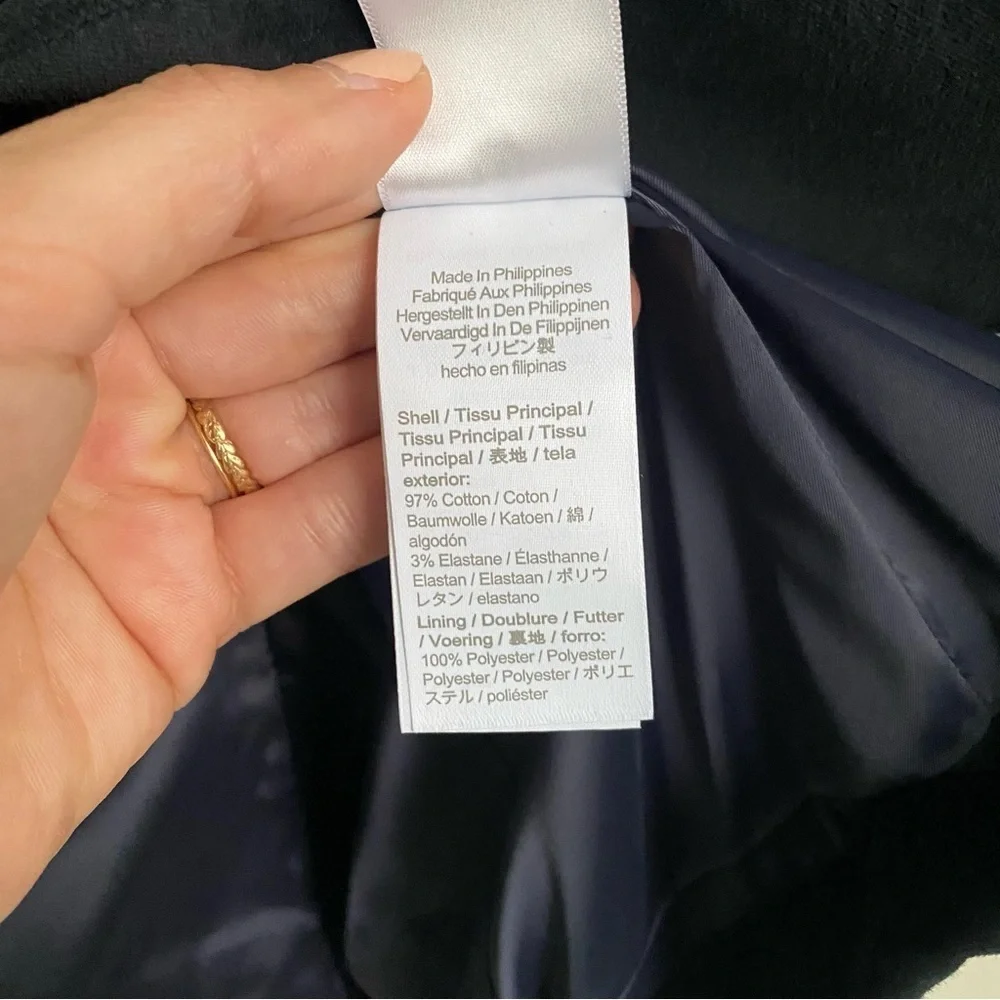 Made In Philippines
Fabriqué Aux Philippines
Hergestellt In Den Philippinen
Vervaardigd In De Filippijnen
フィリピン製
hecho en filipinas
Shell / Tissu Principal /
Tissu Principal / Tissu
Principal / 表地 / tela
exterior:
97% Cotton / Coton /
Baumwolle / Katoen / 綿 /
algodón
3% Elastane / Élasthanne /
Elastan / Elastaan / ポリウ
レタン / elastano
Lining / Doublure / Futter
/ Voering / 裏地 / forro:
100% Polyester / Polyester /
Polyester / Polyester / ポリエ
ステル / poliéster